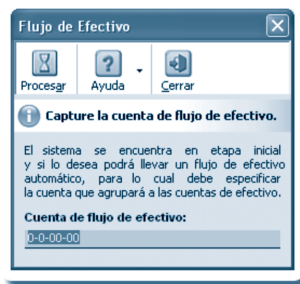 Flujo de Efectivo
Procesar
Ayuda
Cerrar
Capture la cuenta de flujo de efectivo.
El sistema se encuentra en etapa inicial
y si lo desea podrá llevar un flujo de efectivo
automático, para lo cual debe especificar
la cuenta que agrupará a las cuentas de efectivo.
Cuenta de flujo de efectivo:
0-0-00-00